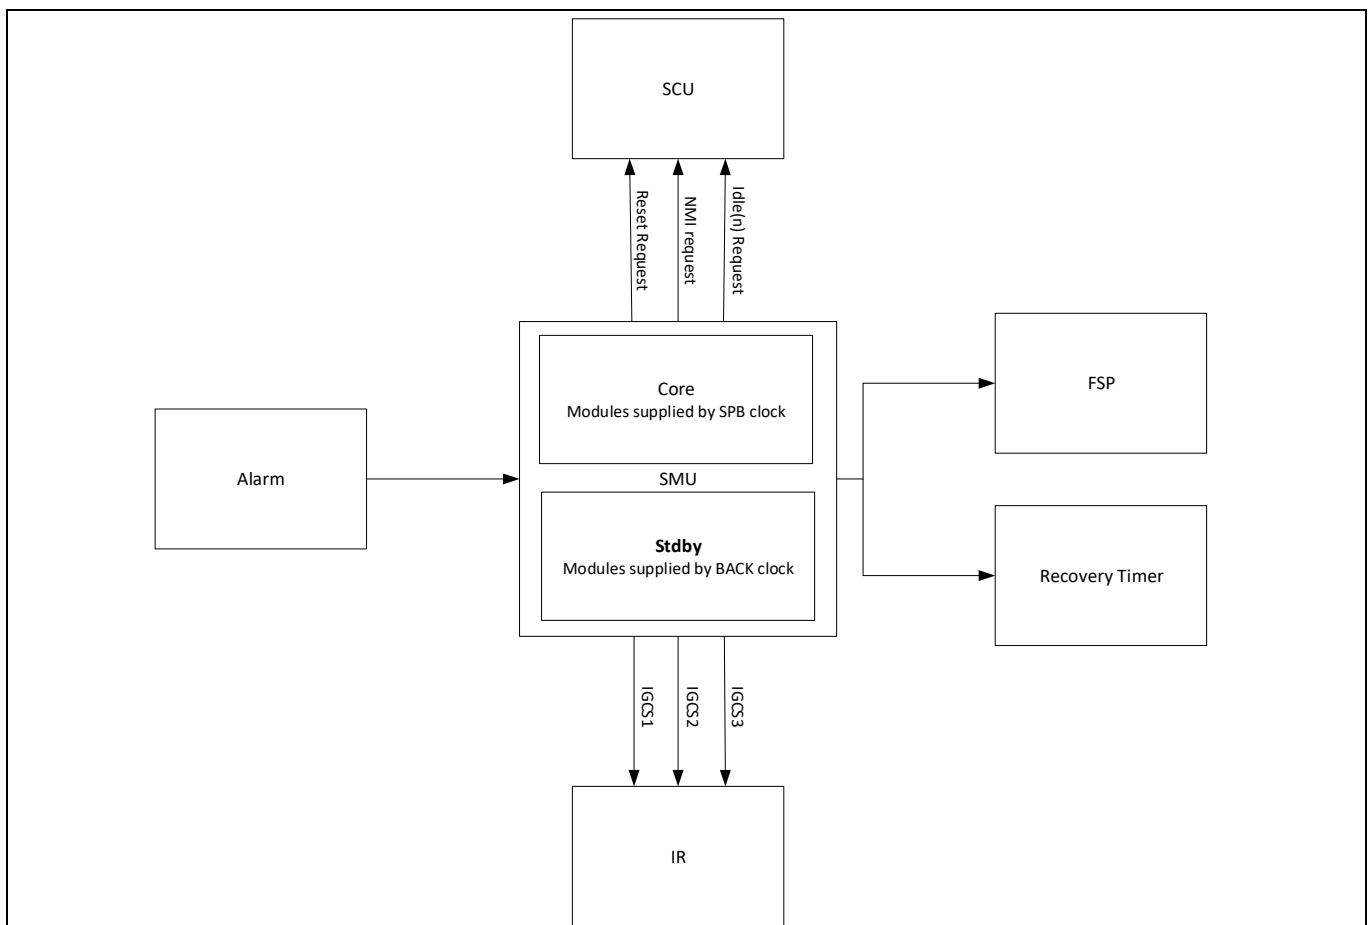 SCU
Reset Request
NMI request
Idle(n) Request
Core
Modules supplied by SPB clock
FSP
Alarm
SMU
Stdby
Modules supplied by BACK clock
Recovery Timer
IGCS1
IGCS2
IGCS3
IR